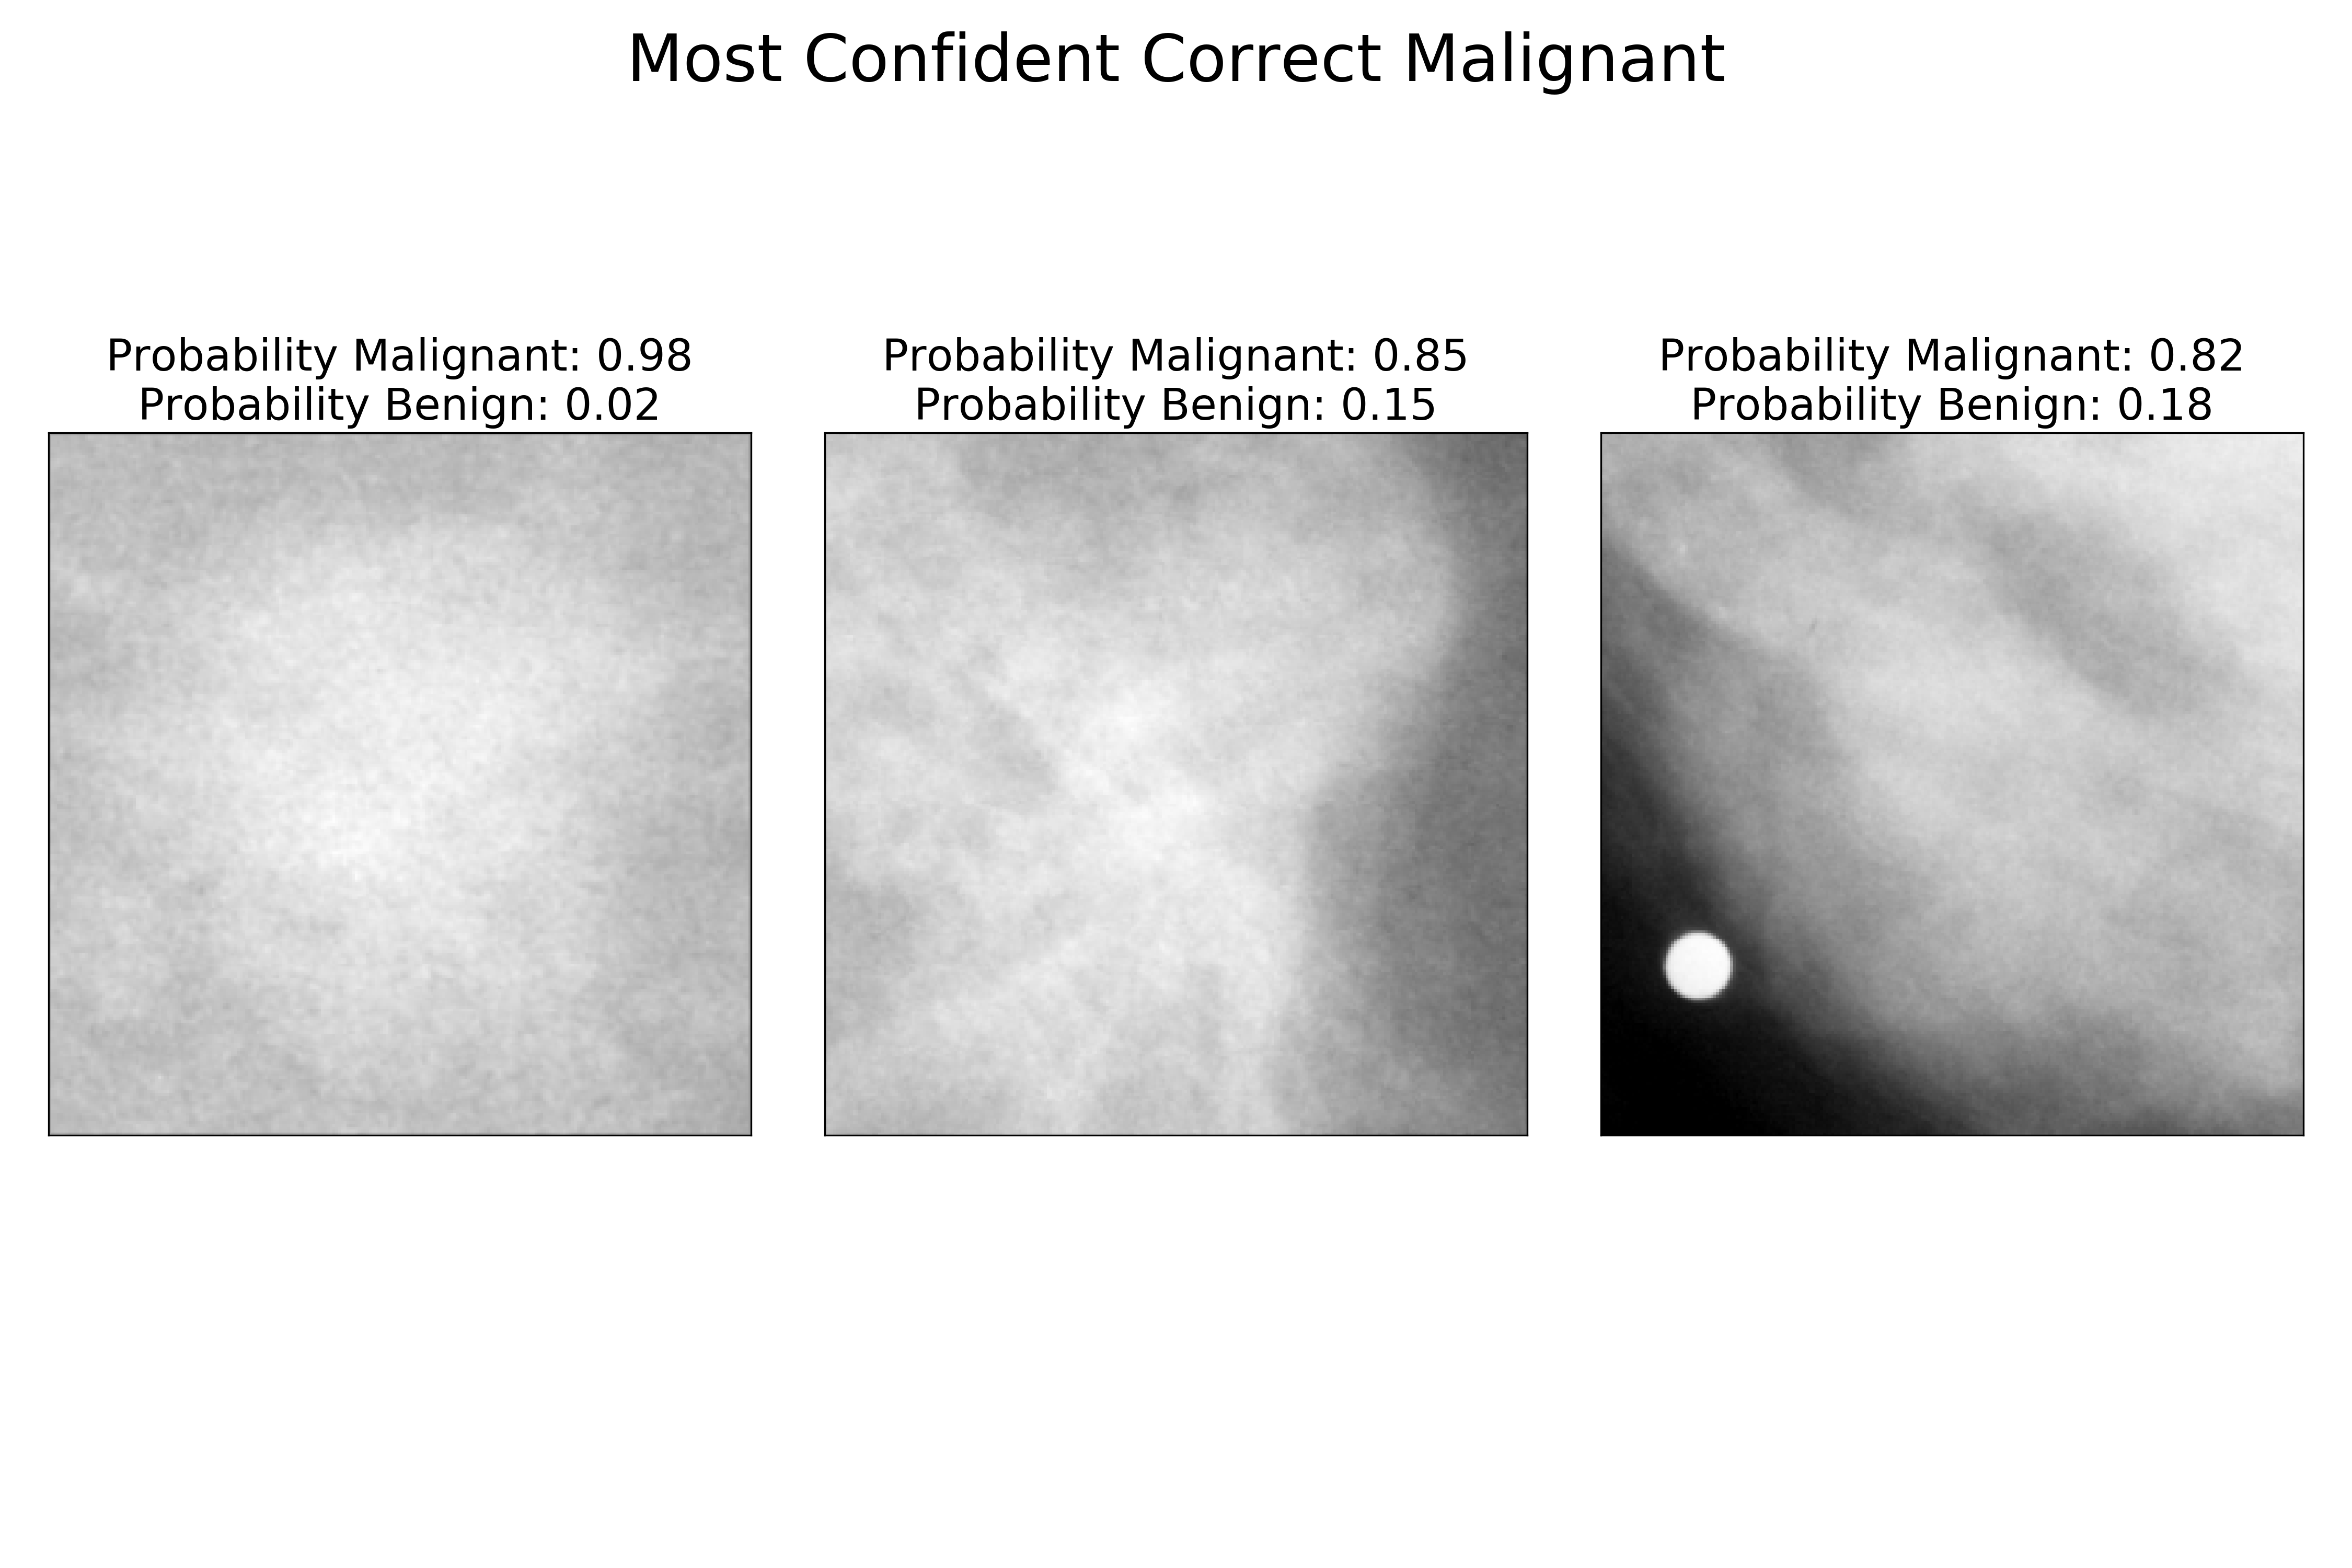 Most Confident Correct Malignant
Probability Malignant: 0.98
Probability Benign: 0.02
Probability Malignant: 0.85
Probability Benign: 0.15
Probability Malignant: 0.82
Probability Benign: 0.18